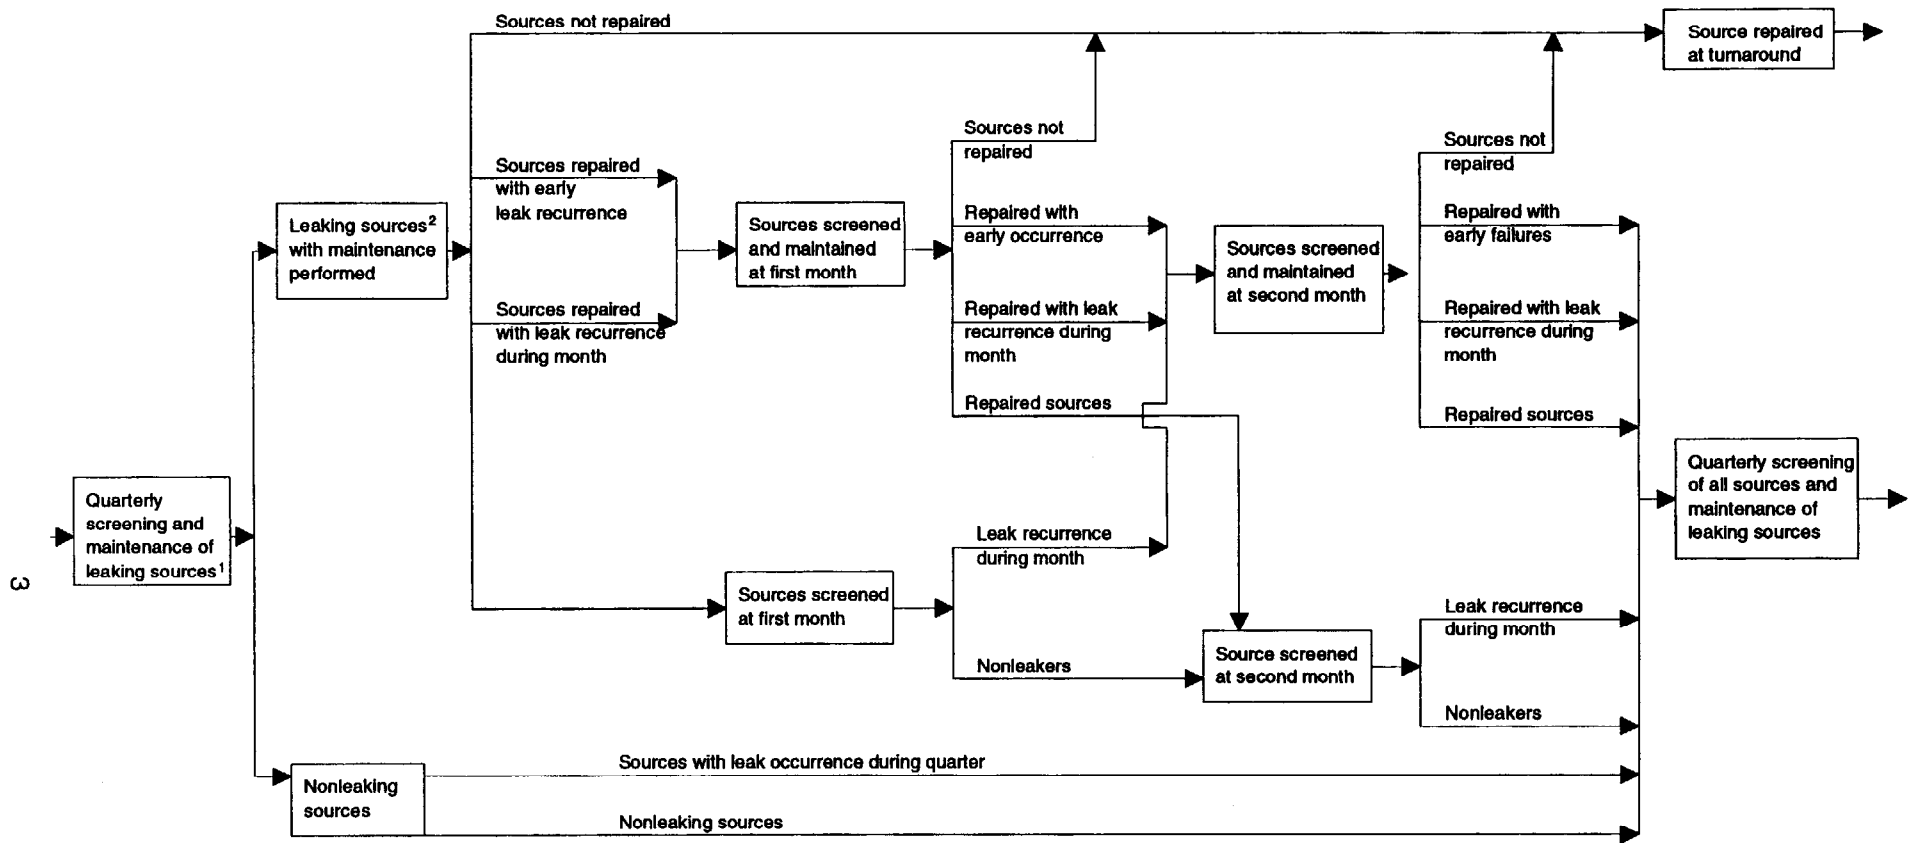 Sources not repaired
Source repaired
at turnaround
Sources not
repaired
Sources not
repaired
Sources repaired
with early
leak recurrence
Leaking sources²
with maintenance
performed
Sources screened
and maintained
at first month
Repaired with
early occurrence
Sources screened
and maintained
at second month
Repaired with
early failures
Sources repaired
with leak recurrence
during month
Repaired with leak
recurrence during
month
Repaired with leak
recurrence during
month
Repaired sources
Repaired sources
Quarterly
screening and
maintenance of
leaking sources¹
Quarterly screening
of all sources and
maintenance of
leaking sources
Leak recurrence
during month
3
Sources screened
at first month
Leak recurrence
during month
Nonleakers
Source screened
at second month
Nonleakers
Sources with leak occurrence during quarter
Nonleaking
sources
Nonleaking sources